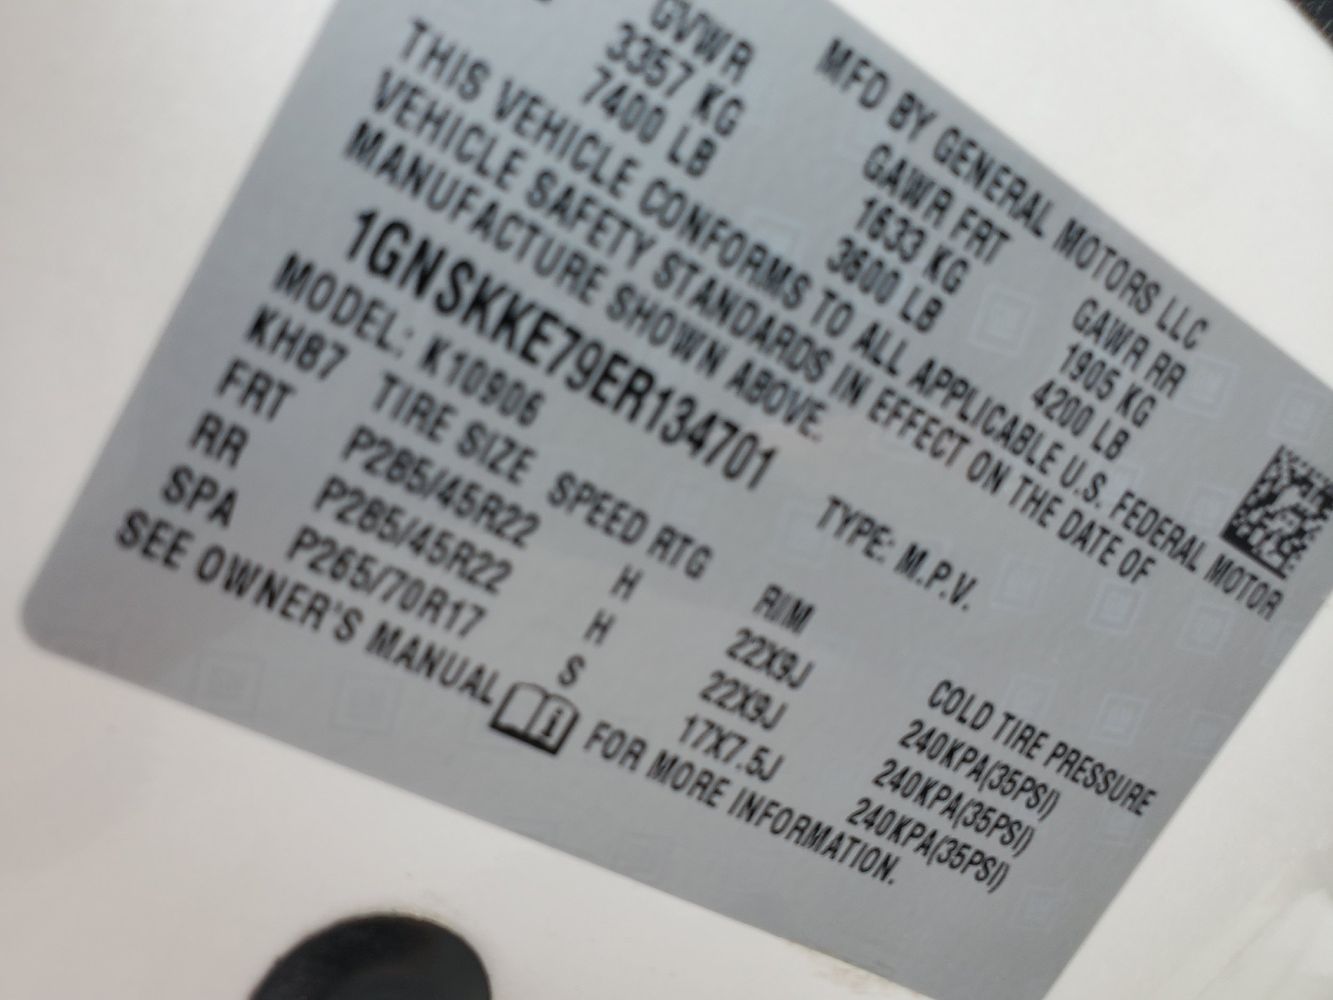 MFD BY GENERAL MOTORS LLC
GVWR GAWR FRT GAWR RR
3357 KG 1633 KG 1905 KG
7400 LB 3600 LB 4200 LB
THIS VEHICLE CONFORMS TO ALL APPLICABLE U.S. FEDERAL MOTOR
VEHICLE SAFETY STANDARDS IN EFFECT ON THE DATE OF
MANUFACTURE SHOWN ABOVE.
1GNSKKE79ER134701 TYPE: M.P.V.
MODEL: K10906
KH87 TIRE SIZE SPEED RTG RIM COLD TIRE PRESSURE
FRT P285/45R22 H 22X9J 240KPA(35PSI)
RR P285/45R22 H 22X9J 240KPA(35PSI)
SPA P265/70R17 S 17X7.5J 240KPA(35PSI)
SEE OWNER'S MANUAL FOR MORE INFORMATION.